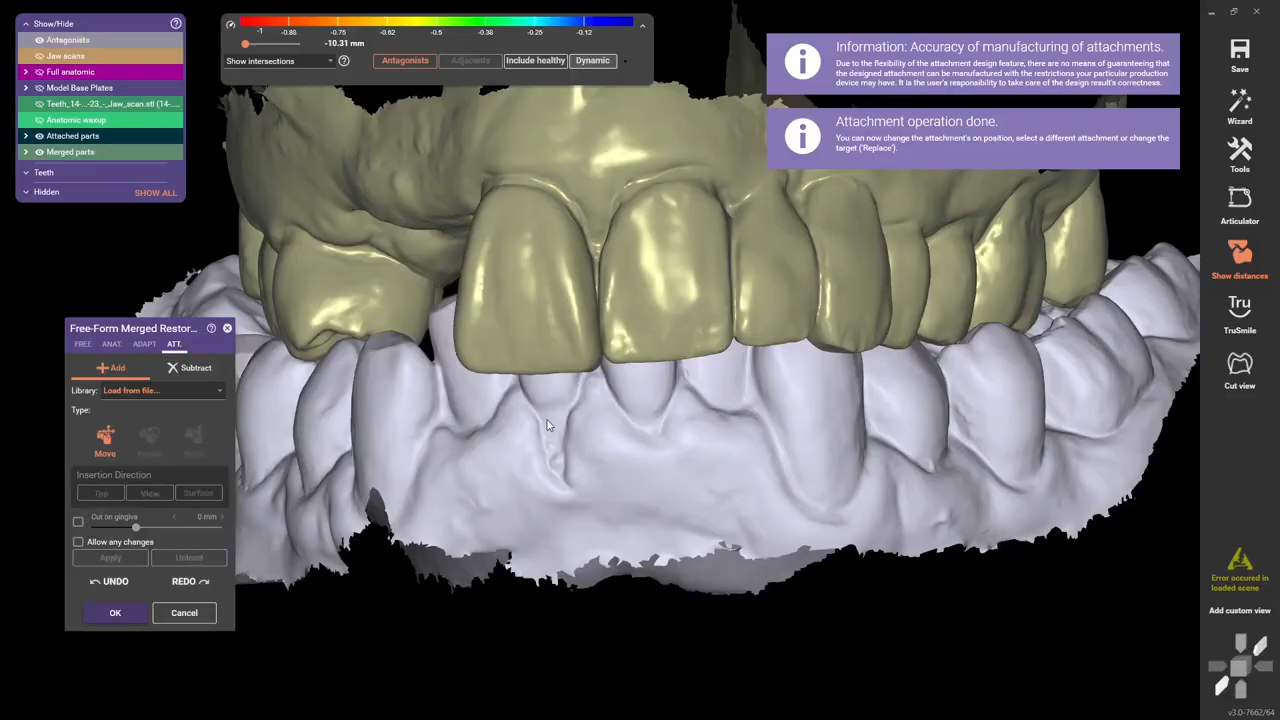 Show/Hide
Antagonists
Jaw scans
Full anatomic
Model Base Plates
Teeth_14-...-23_-_Jaw_scan.stl (14-....
Anatomic waxup
Attached parts
Merged parts
Teeth
Hidden
SHOW ALL
-1
-0.88
-0.75
-0.62
-0.5
-0.38
-0.25
-0.12
-10.31 mm
Show intersections
Antagonists
Adjacents
Include healthy
Dynamic
Information: Accuracy of manufacturing of attachments.
Due to the flexibility of the attachment design feature, there are no means of guaranteeing that
the designed attachment can be manufactured with the restrictions your particular production
device may have. It is the user's responsibility to take care of the design result's correctness.
Attachment operation done.
You can now change the attachment's on position, select a different attachment or change the
target ('Replace').
Save
Wizard
Tools
Articulator
Show distances
Tru
TruSmile
Cut view
Error occured in
loaded scene
Add custom view
v3.0-7662/64
Free-Form Merged Restor...
FREE
ANAT.
ADAPT
ATT.
Add
Subtract
Library:
Load from file...
Type:
Move
Insertion Direction
Top
View
Surface
Cut on gingiva
0 mm
Allow any changes
Apply
Unload
UNDO
REDO
OK
Cancel